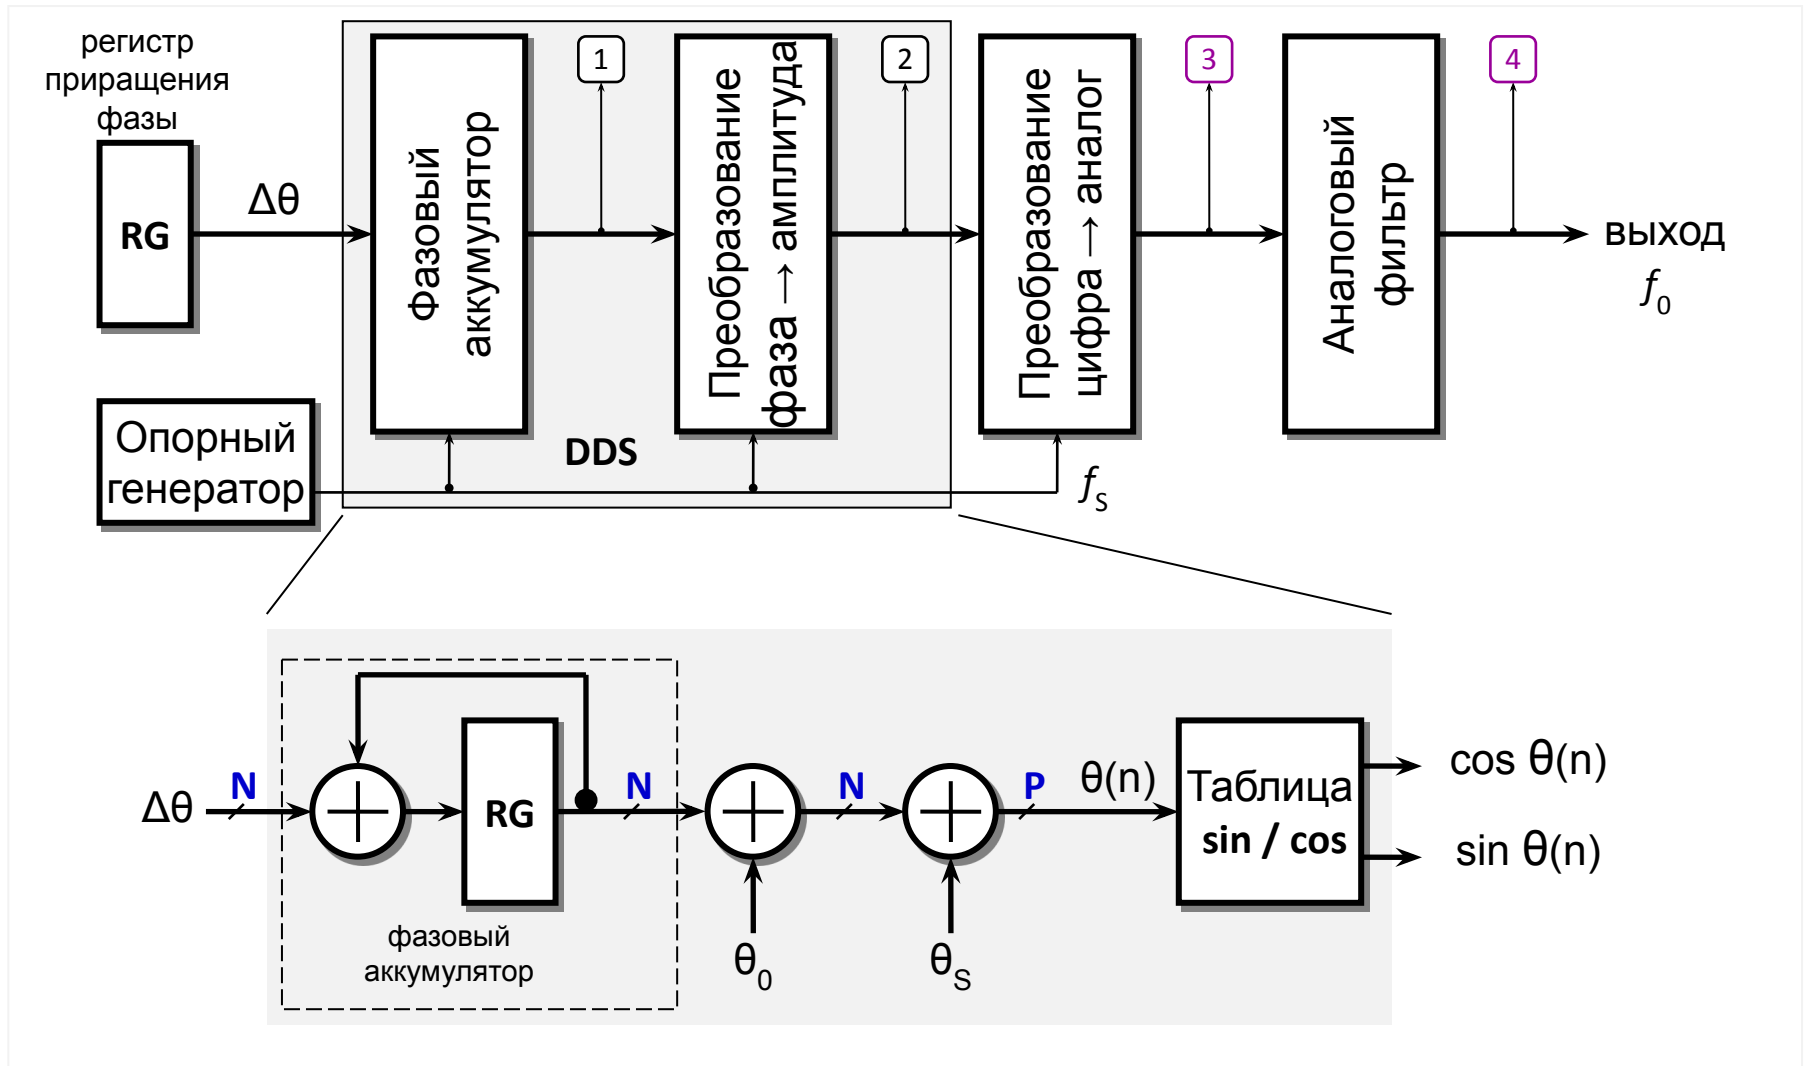 регистр
приращения
фазы
RG
Δθ
Фазовый
аккумулятор
1
Преобразование
фаза → амплитуда
2
Преобразование
цифра → аналог
3
Аналоговый
фильтр
4
выход
f0
Опорный
генератор
DDS
fS
Δθ
N
RG
N
фазовый
аккумулятор
θ0
N
θS
P
θ(n)
Таблица
sin / cos
cos θ(n)
sin θ(n)